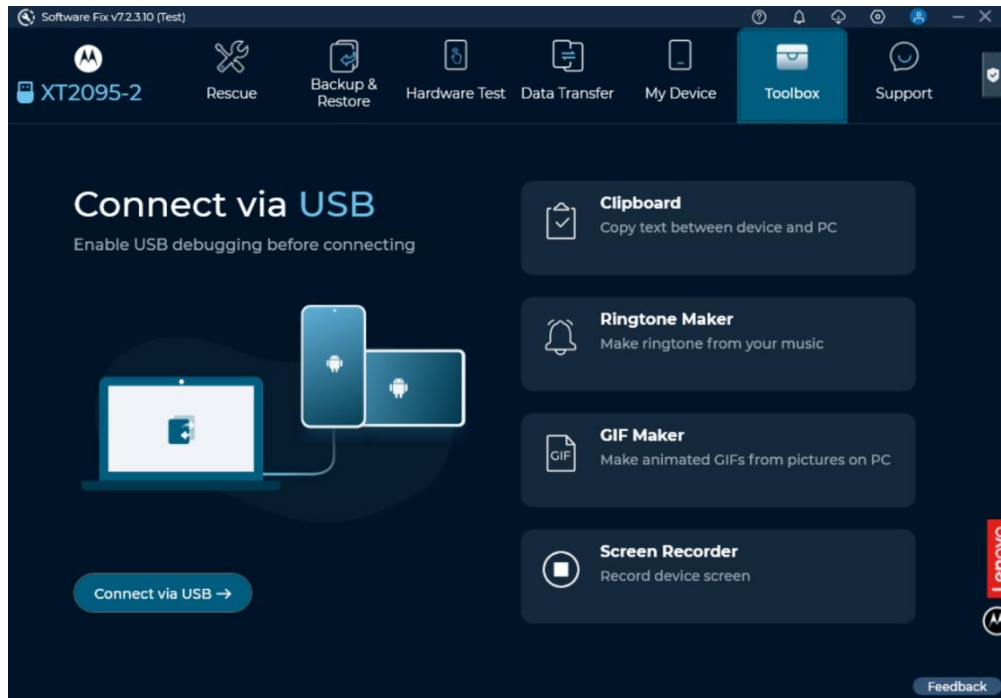 Software Fix v7.2.3.10 (Test)
XT2095-2
Rescue
Backup &
Restore
Hardware Test
Data Transfer
My Device
Toolbox
Support
Connect via USB
Enable USB debugging before connecting
Connect via USB →
Clipboard
Copy text between device and PC
Ringtone Maker
Make ringtone from your music
GIF
GIF Maker
Make animated GIFs from pictures on PC
Screen Recorder
Record device screen
Lenovo
Feedback